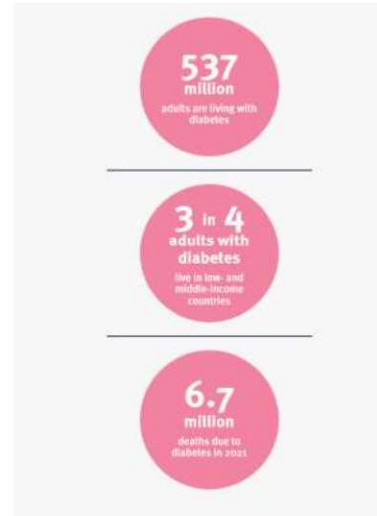 537
million
adults are living with
diabetes
3 in 4
adults with
diabetes
live in low- and
middle-income
countries
6.7
million
deaths due to
diabetes in 2021